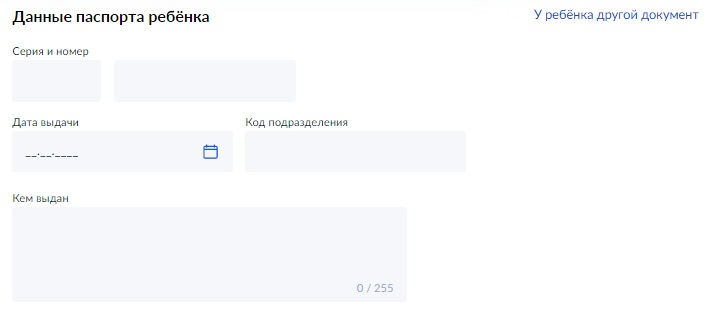 Данные паспорта ребёнка
У ребёнка другой документ
Серия и номер
Дата выдачи
Код подразделения
__.__.____
Кем выдан
0 / 255